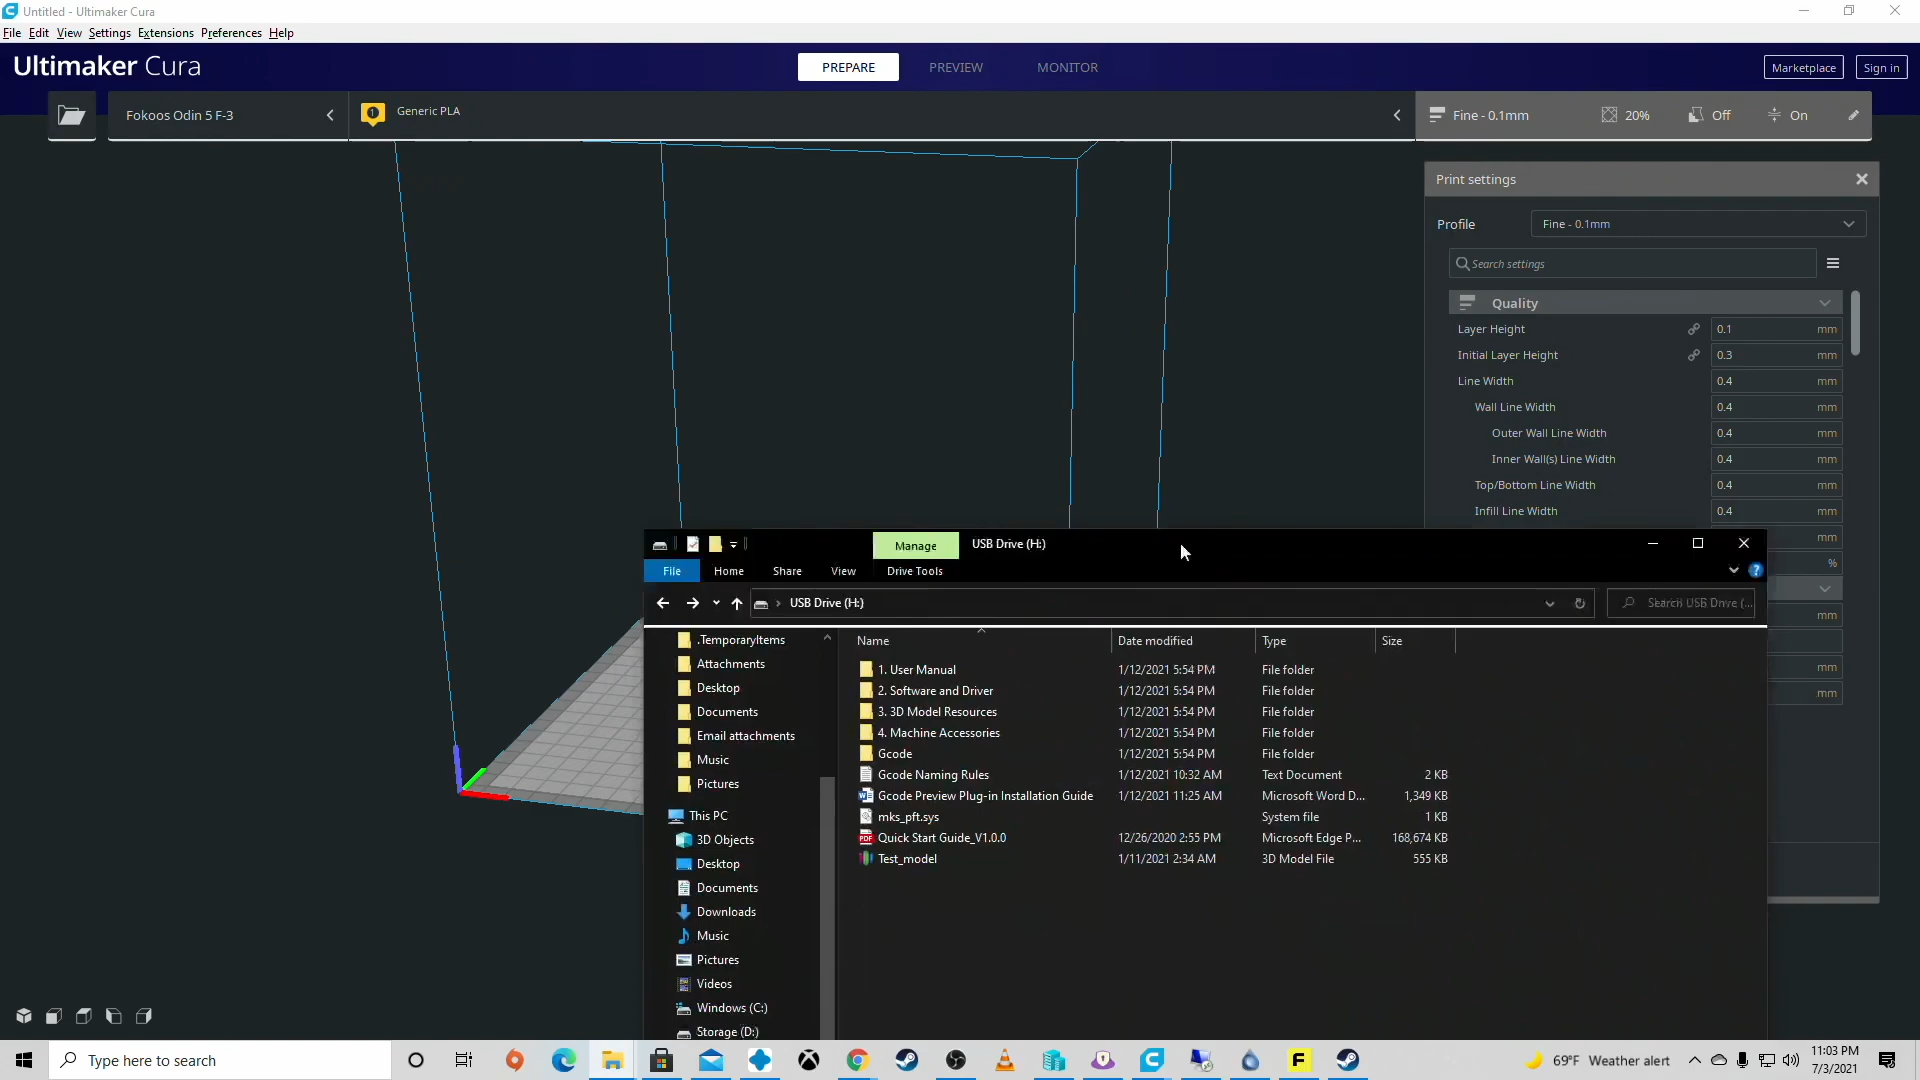 Untitled - Ultimaker Cura
File Edit View Settings Extensions Preferences Help
Ultimaker Cura
PREPARE PREVIEW MONITOR
Marketplace Sign in
Fokoos Odin 5 F-3
1 Generic PLA
Fine - 0.1mm 20% Off On
Print settings
Profile Fine - 0.1mm
Search settings
Quality
Layer Height 0.1 mm
Initial Layer Height 0.3 mm
Line Width 0.4 mm
Wall Line Width 0.4 mm
Outer Wall Line Width 0.4 mm
Inner Wall(s) Line Width 0.4 mm
Top/Bottom Line Width 0.4 mm
Infill Line Width 0.4 mm
mm
%
mm
mm
mm
Manage USB Drive (H:)
File Home Share View Drive Tools
USB Drive (H:)
Search USB Drive (...
Name Date modified Type Size
1. User Manual 1/12/2021 5:54 PM File folder
2. Software and Driver 1/12/2021 5:54 PM File folder
3. 3D Model Resources 1/12/2021 5:54 PM File folder
4. Machine Accessories 1/12/2021 5:54 PM File folder
Gcode 1/12/2021 5:54 PM File folder
Gcode Naming Rules 1/12/2021 10:32 AM Text Document 2 KB
Gcode Preview Plug-in Installation Guide 1/12/2021 11:25 AM Microsoft Word D... 1,349 KB
mks_pft.sys System file 1 KB
Quick Start Guide_V1.0.0 12/26/2020 2:55 PM Microsoft Edge P... 168,674 KB
Test_model 1/11/2021 2:34 AM 3D Model File 555 KB
.TemporaryItems
Attachments
Desktop
Documents
Email attachments
Music
Pictures
This PC
3D Objects
Desktop
Documents
Downloads
Music
Pictures
Videos
Windows (C:)
Storage (D:)
Type here to search
69°F Weather alert
11:03 PM
7/3/2021